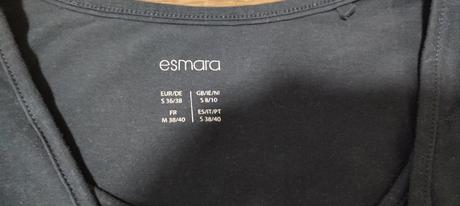 esmara
EUR/DE | GB/IE/NI
S 36/38 | S 8/10
FR | ES/IT/PT
M 38/40 | S 38/40